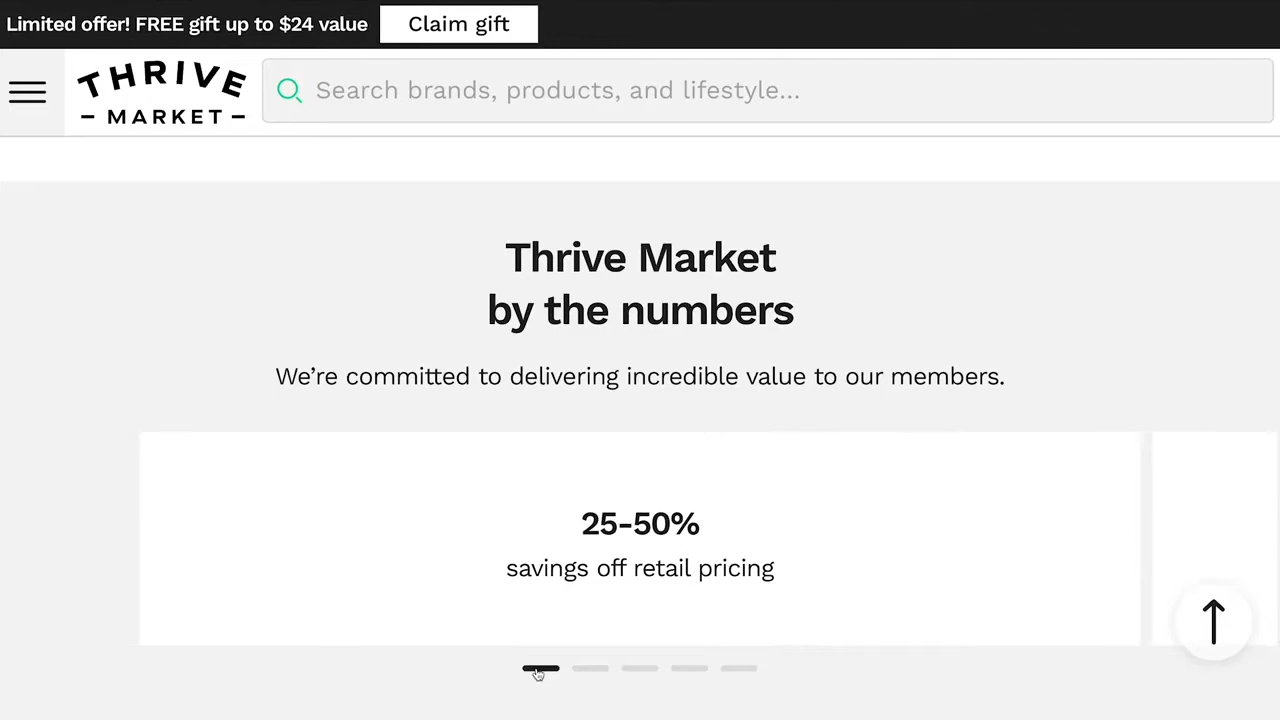 Limited offer! FREE gift up to $24 value
Claim gift
THRIVE
MARKET
Search brands, products, and lifestyle...
Thrive Market
by the numbers
We’re committed to delivering incredible value to our members.
25-50%
savings off retail pricing